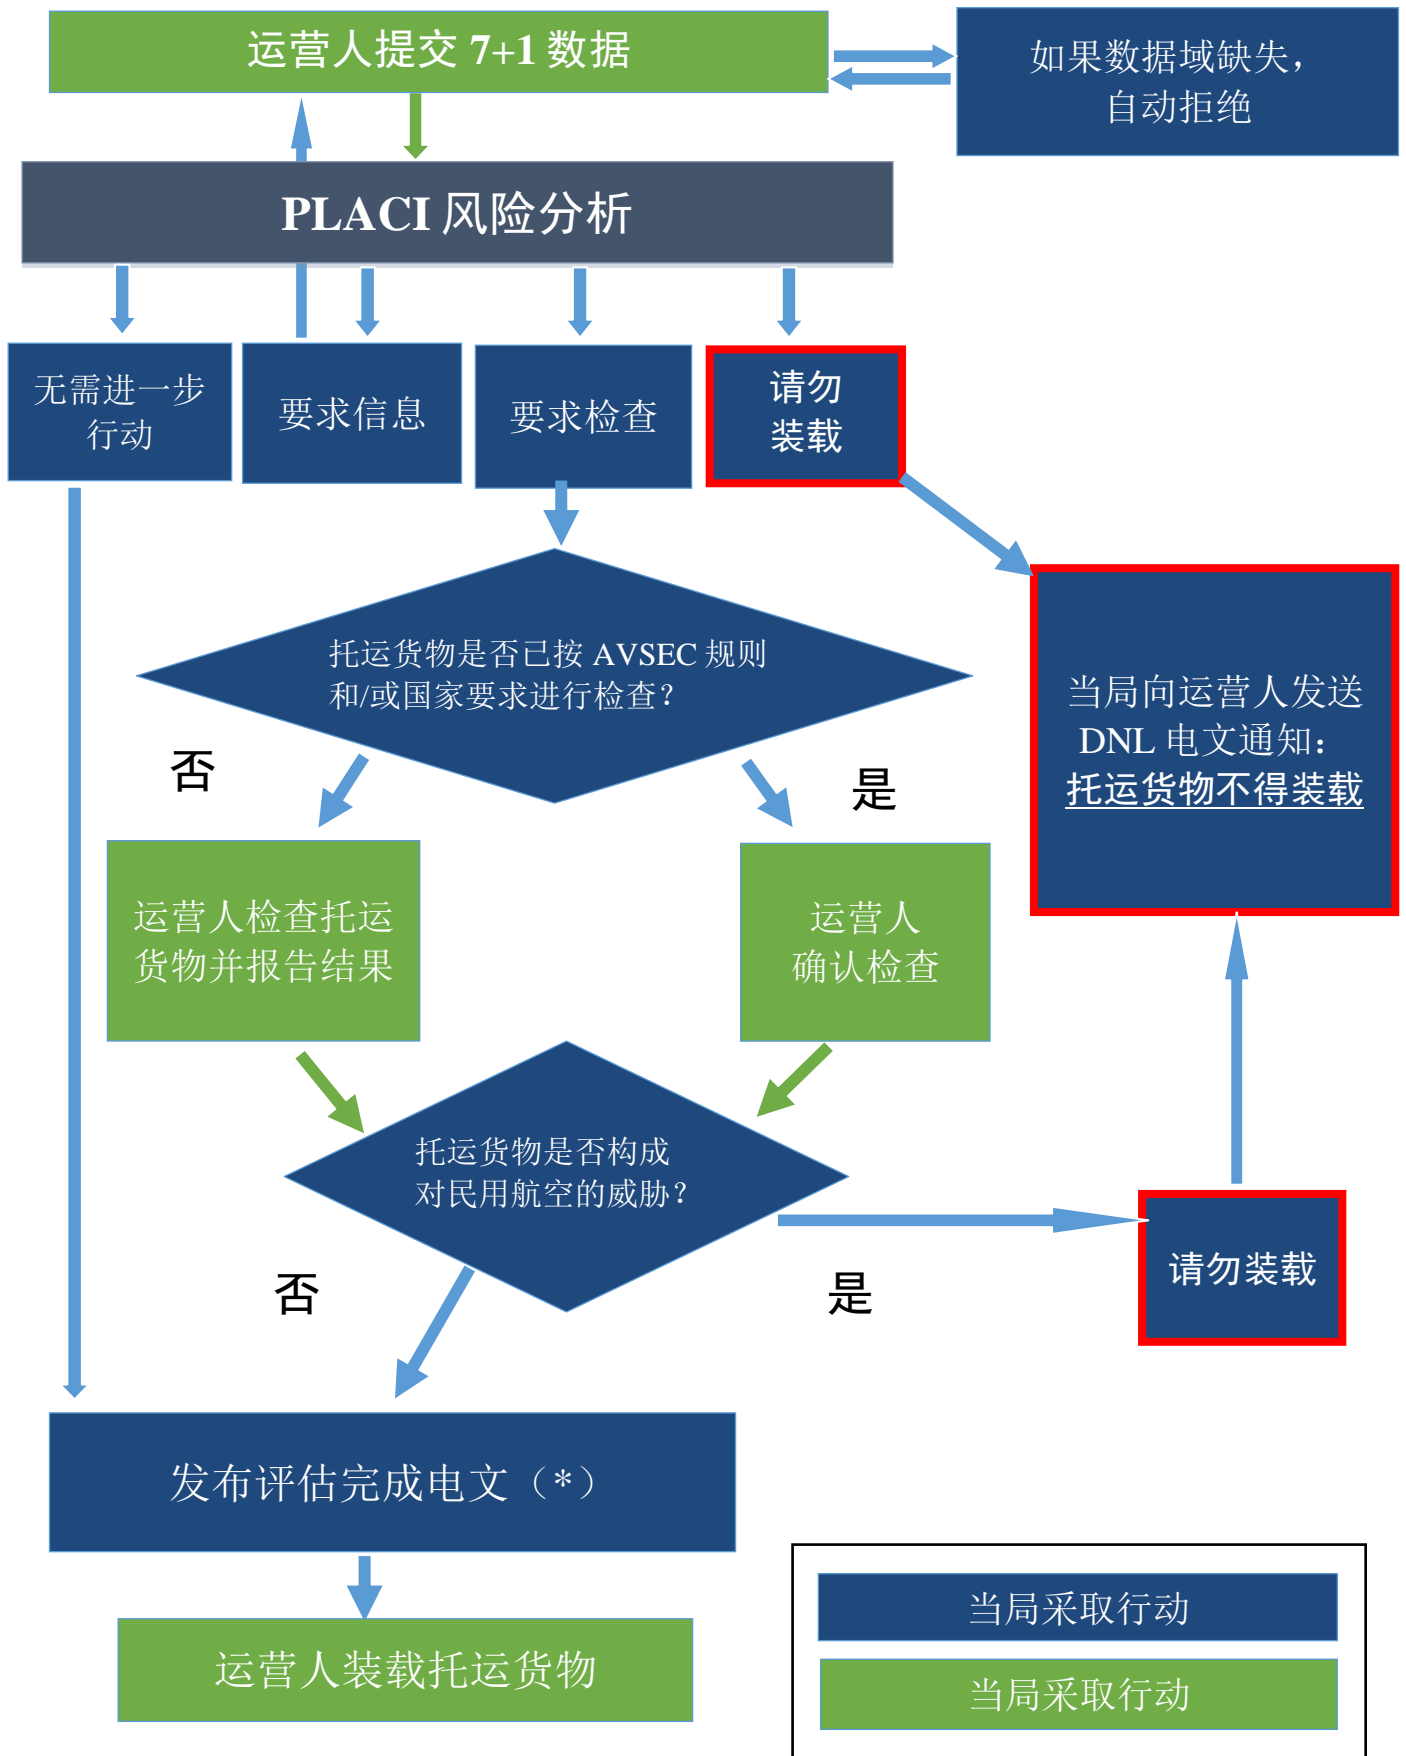 运营人提交 7+1 数据
如果数据域缺失，
自动拒绝
PLACI 风险分析
无需进一步
行动
要求信息
要求检查
请勿
装载
托运货物是否已按 AVSEC 规则
和/或国家要求进行检查？
否
是
当局向运营人发送
DNL 电文通知：
托运货物不得装载
运营人检查托运
货物并报告结果
运营人
确认检查
托运货物是否构成
对民用航空的威胁？
否
是
请勿装载
发布评估完成电文（*）
运营人装载托运货物
当局采取行动
当局采取行动